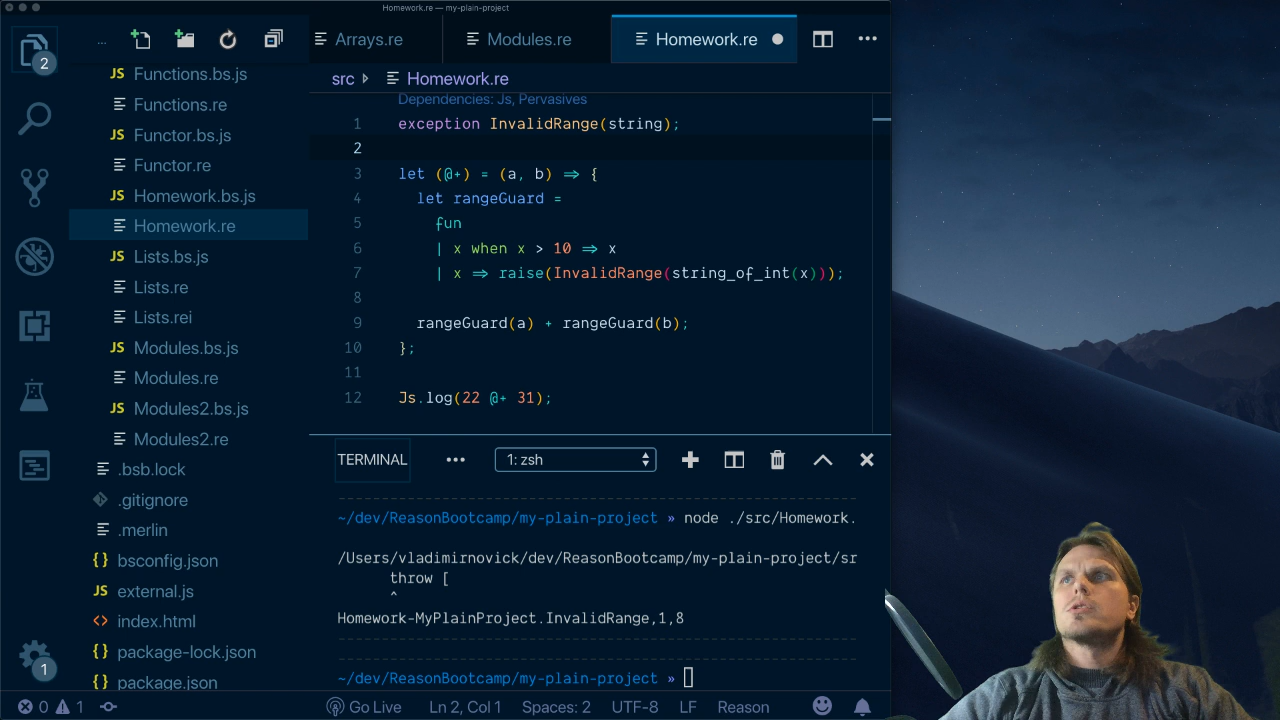 Homework.re — my-plain-project
...
Arrays.re
Modules.re
Homework.re
•••
2
src
Homework.re
JS Functions.bs.js
Functions.re
JS Functor.bs.js
Functor.re
JS Homework.bs.js
Homework.re
JS Lists.bs.js
Lists.re
Lists.rei
JS Modules.bs.js
Modules.re
JS Modules2.bs.js
Modules2.re
.bsb.lock
.gitignore
.merlin
{} bsconfig.json
JS external.js
<> index.html
{} package-lock.json
{} package.json
1
Dependencies: Js, Pervasives
1 exception InvalidRange(string);
2
3 let (@+) = (a, b) => {
4 let rangeGuard =
5 fun
6 | x when x > 10 => x
7 | x => raise(InvalidRange(string_of_int(x)));
8
9 rangeGuard(a) + rangeGuard(b);
10 };
11
12 Js.log(22 @+ 31);
TERMINAL
•••
1: zsh
~/dev/ReasonBootcamp/my-plain-project » node ./src/Homework.
/Users/vladimirnovick/dev/ReasonBootcamp/my-plain-project/sr
throw [
^
Homework-MyPlainProject.InvalidRange,1,8
~/dev/ReasonBootcamp/my-plain-project »
0 1
Go Live
Ln 2, Col 1
Spaces: 2
UTF-8
LF
Reason